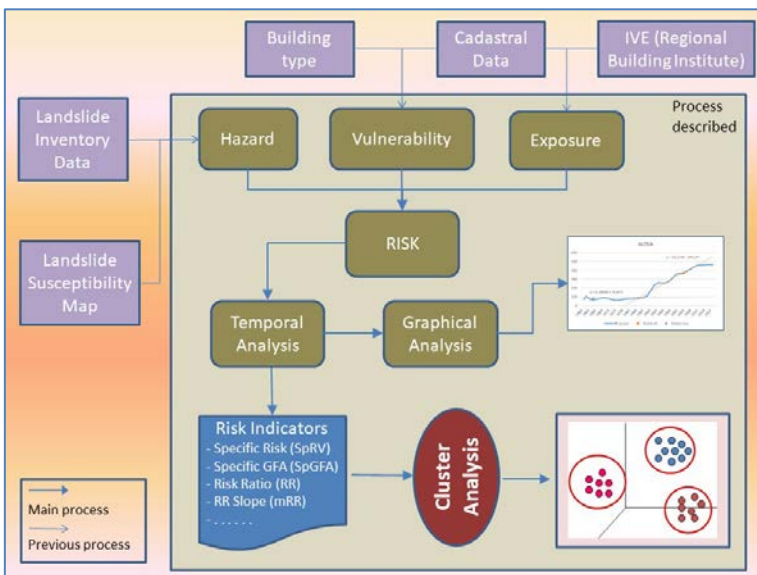 Building
type
Cadastral
Data
IVE (Regional
Building Institute)
Process
described
Landslide
Inventory
Data
Hazard
Vulnerability
Exposure
RISK
Landslide
Susceptibility
Map
Temporal
Analysis
Graphical
Analysis
Risk Indicators
- Specific Risk (SpRV)
- Specific GFA (SpGFA)
- Risk Ratio (RR)
- RR Slope (mRR)
- . . . . . .
Cluster
Analysis
Main process
Previous process